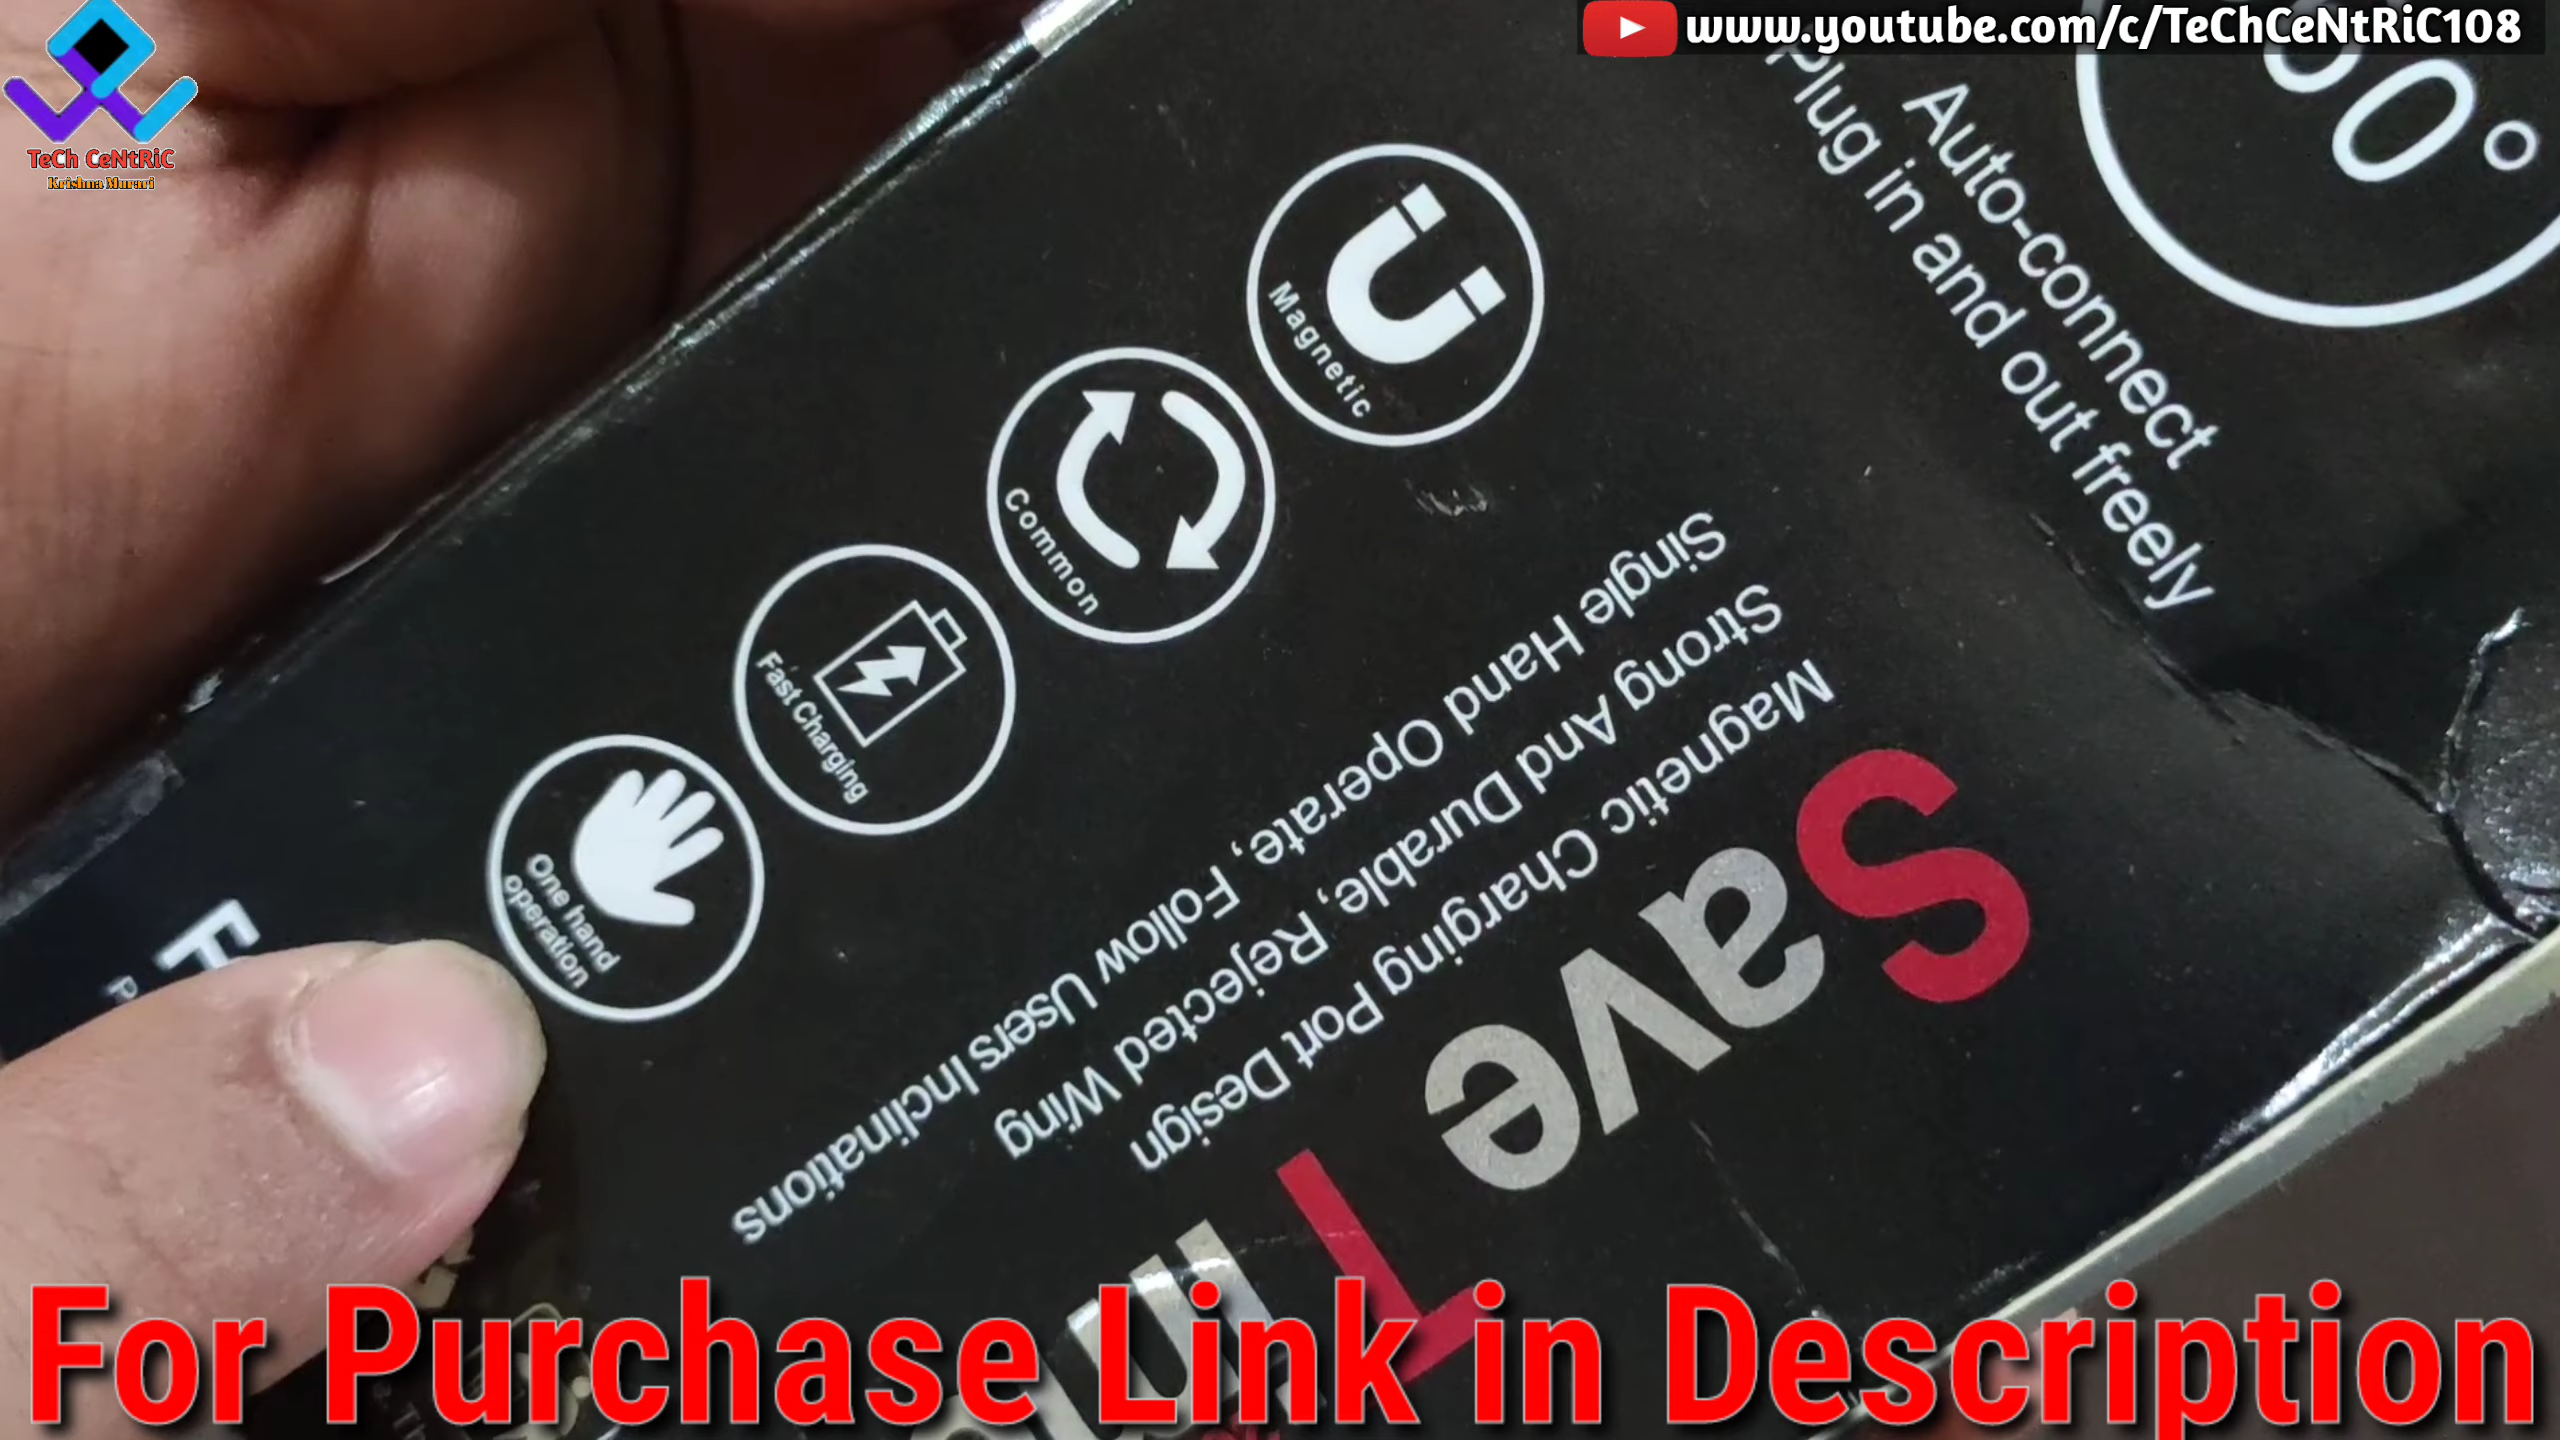 www.youtube.com/c/TeChCeNtRiC108
TeCh CeNtRiC
Krishna Murari
Auto-connect
Plug in and out freely
Magnetic
Common
Fast Charging
One hand
operation
Save
Magnetic Charging Port Design
Strong And Durable, Rejected Wing
Single Hand Operate, Follow Users Inclinations
For Purchase Link in Description